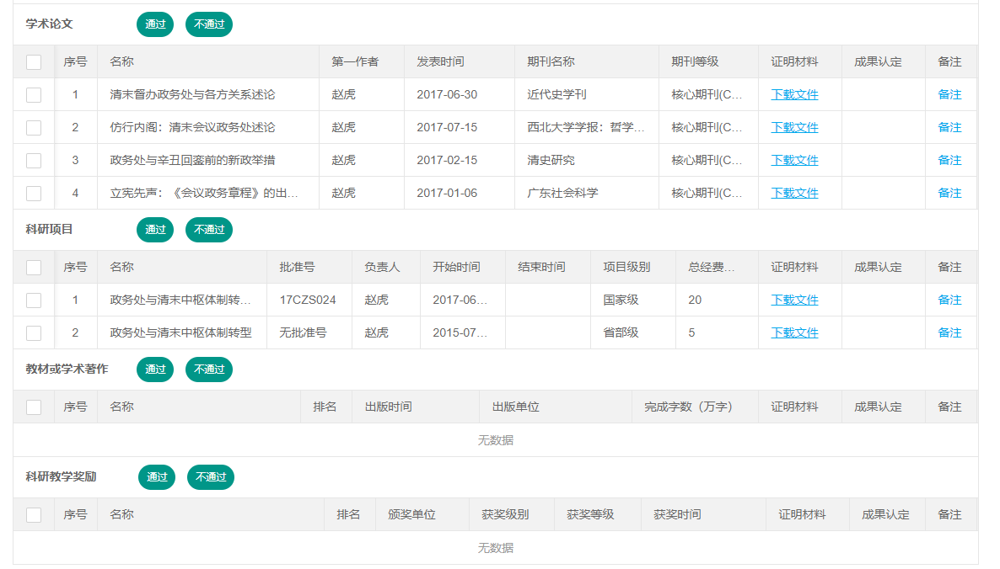 学术论文 通过 不通过
序号 名称 第一作者 发表时间 期刊名称 期刊等级 证明材料 成果认定 备注
1 清末督办政务处与各方关系述论 赵虎 2017-06-30 近代史学刊 核心期刊(C... 下载文件 备注
2 仿行内阁：清末会议政务处述论 赵虎 2017-07-15 西北大学学报：哲学... 核心期刊(C... 下载文件 备注
3 政务处与辛丑回銮前的新政举措 赵虎 2017-02-15 清史研究 核心期刊(C... 下载文件 备注
4 立宪先声：《会议政务章程》的出... 赵虎 2017-01-06 广东社会科学 核心期刊(C... 下载文件 备注
科研项目 通过 不通过
序号 名称 批准号 负责人 开始时间 结束时间 项目级别 总经费... 证明材料 成果认定 备注
1 政务处与清末中枢体制转... 17CZS024 赵虎 2017-06... 国家级 20 下载文件 备注
2 政务处与清末中枢体制转型 无批准号 赵虎 2015-07... 省部级 5 下载文件 备注
教材或学术著作 通过 不通过
序号 名称 排名 出版时间 出版单位 完成字数（万字） 证明材料 成果认定 备注
无数据
科研教学奖励 通过 不通过
序号 名称 排名 颁奖单位 获奖级别 获奖等级 获奖时间 证明材料 成果认定 备注
无数据